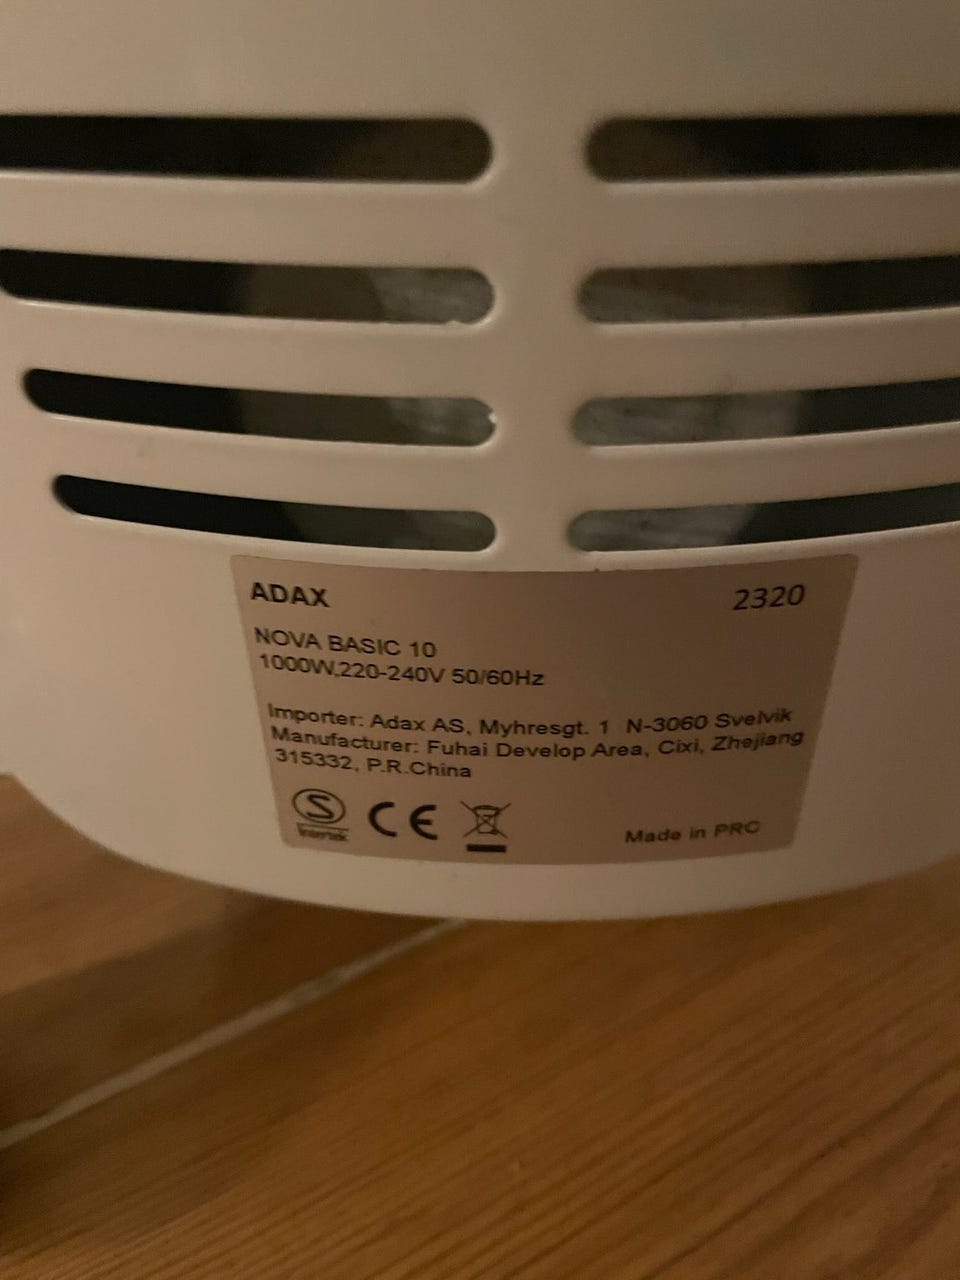 ADAX 2320
NOVA BASIC 10
1000W,220-240V 50/60Hz
Importer: Adax AS, Myhresgt. 1 N-3060 Svelvik
Manufacturer: Fuhai Develop Area, Cixi, Zhejiang
315332, P.R.China
S
Intertek
CE
Made in PRC